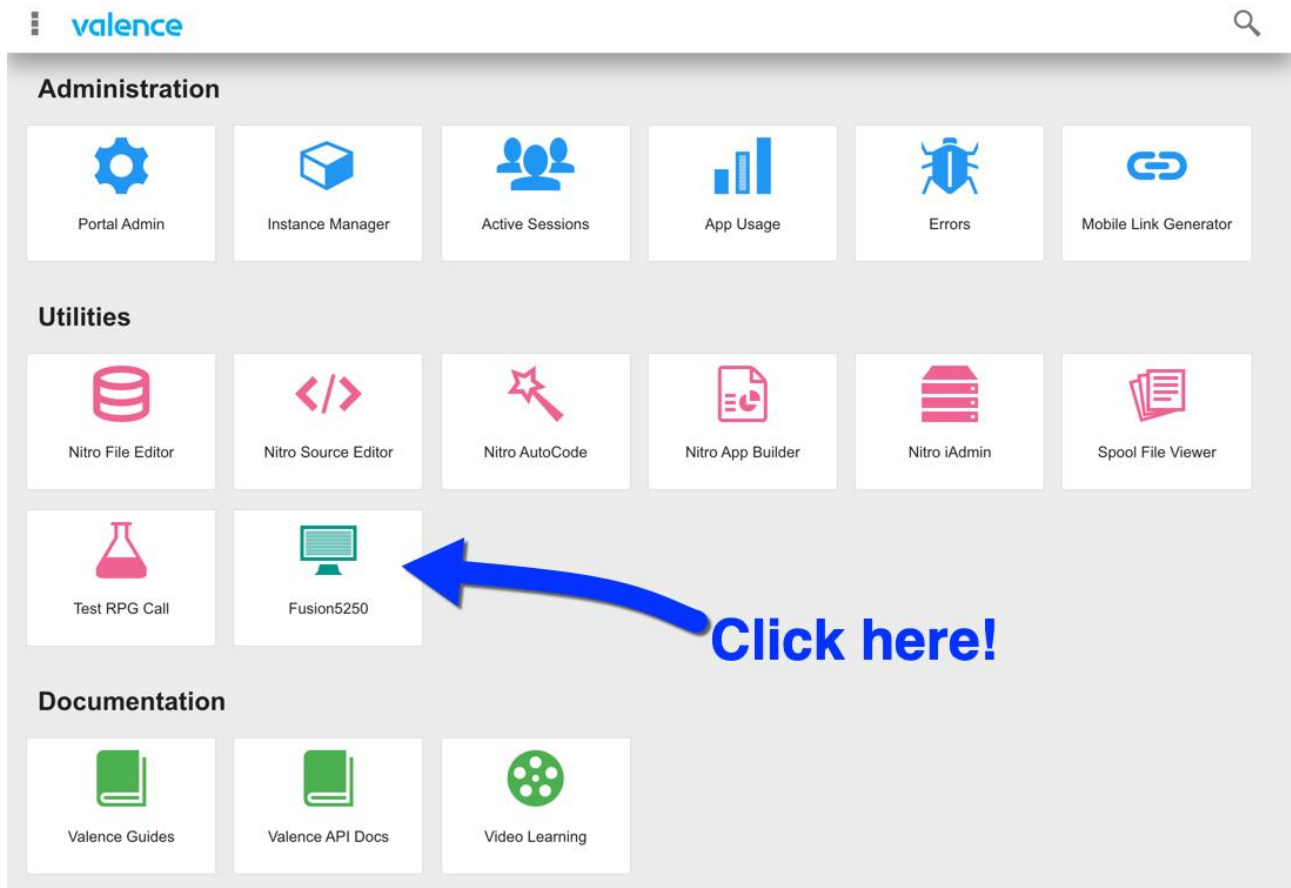 valence
Administration
Portal Admin
Instance Manager
Active Sessions
App Usage
Errors
Mobile Link Generator
Utilities
Nitro File Editor
Nitro Source Editor
Nitro AutoCode
Nitro App Builder
Nitro iAdmin
Spool File Viewer
Test RPG Call
Fusion5250
Click here!
Documentation
Valence Guides
Valence API Docs
Video Learning